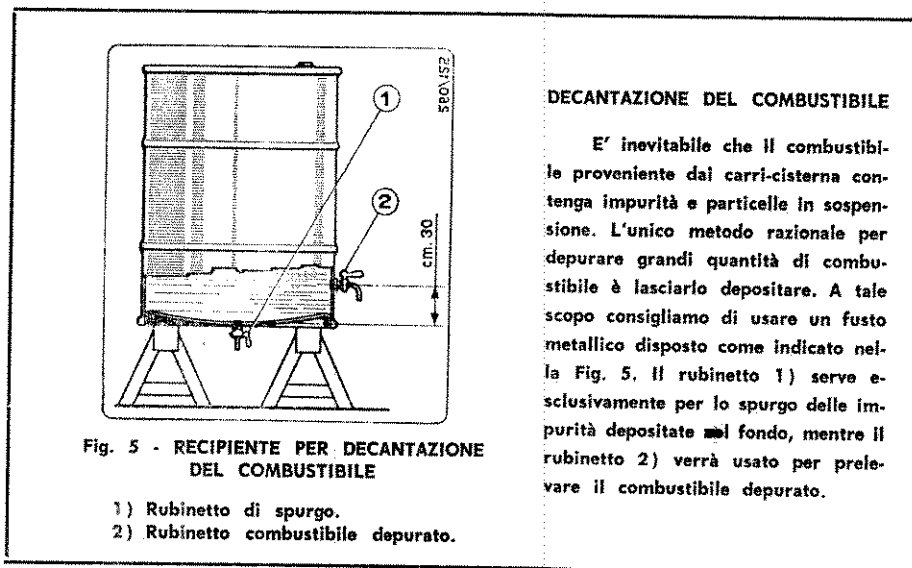 1
580/152
2
cm. 30
Fig. 5 - RECIPIENTE PER DECANTAZIONE
DEL COMBUSTIBILE
1) Rubinetto di spurgo.
2) Rubinetto combustibile depurato.
DECANTAZIONE DEL COMBUSTIBILE
E' inevitabile che il combustibi-
le proveniente dai carri-cisterna con-
tenga impurità e particelle in sospen-
sione. L'unico metodo razionale per
depurare grandi quantità di combu-
stibile è lasciarlo depositare. A tale
scopo consigliamo di usare un fusto
metallico disposto come indicato nel-
la Fig. 5. Il rubinetto 1) serve e-
sclusivamente per lo spurgo delle im-
purità depositate fondo, mentre il
rubinetto 2) verrà usato per prele-
vare il combustibile depurato.